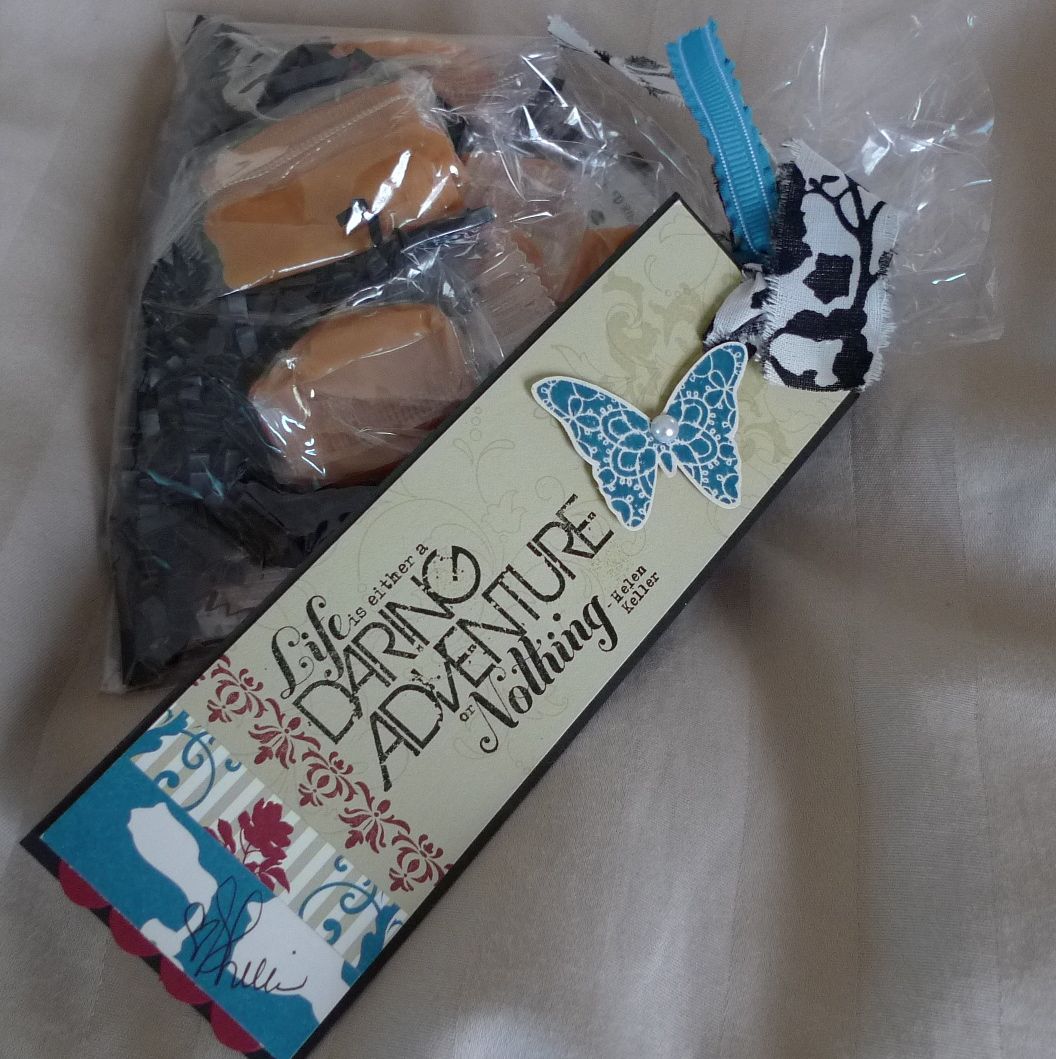 Life is either a
DARING
ADVENTURE
or Nothing
- Helen
Keller